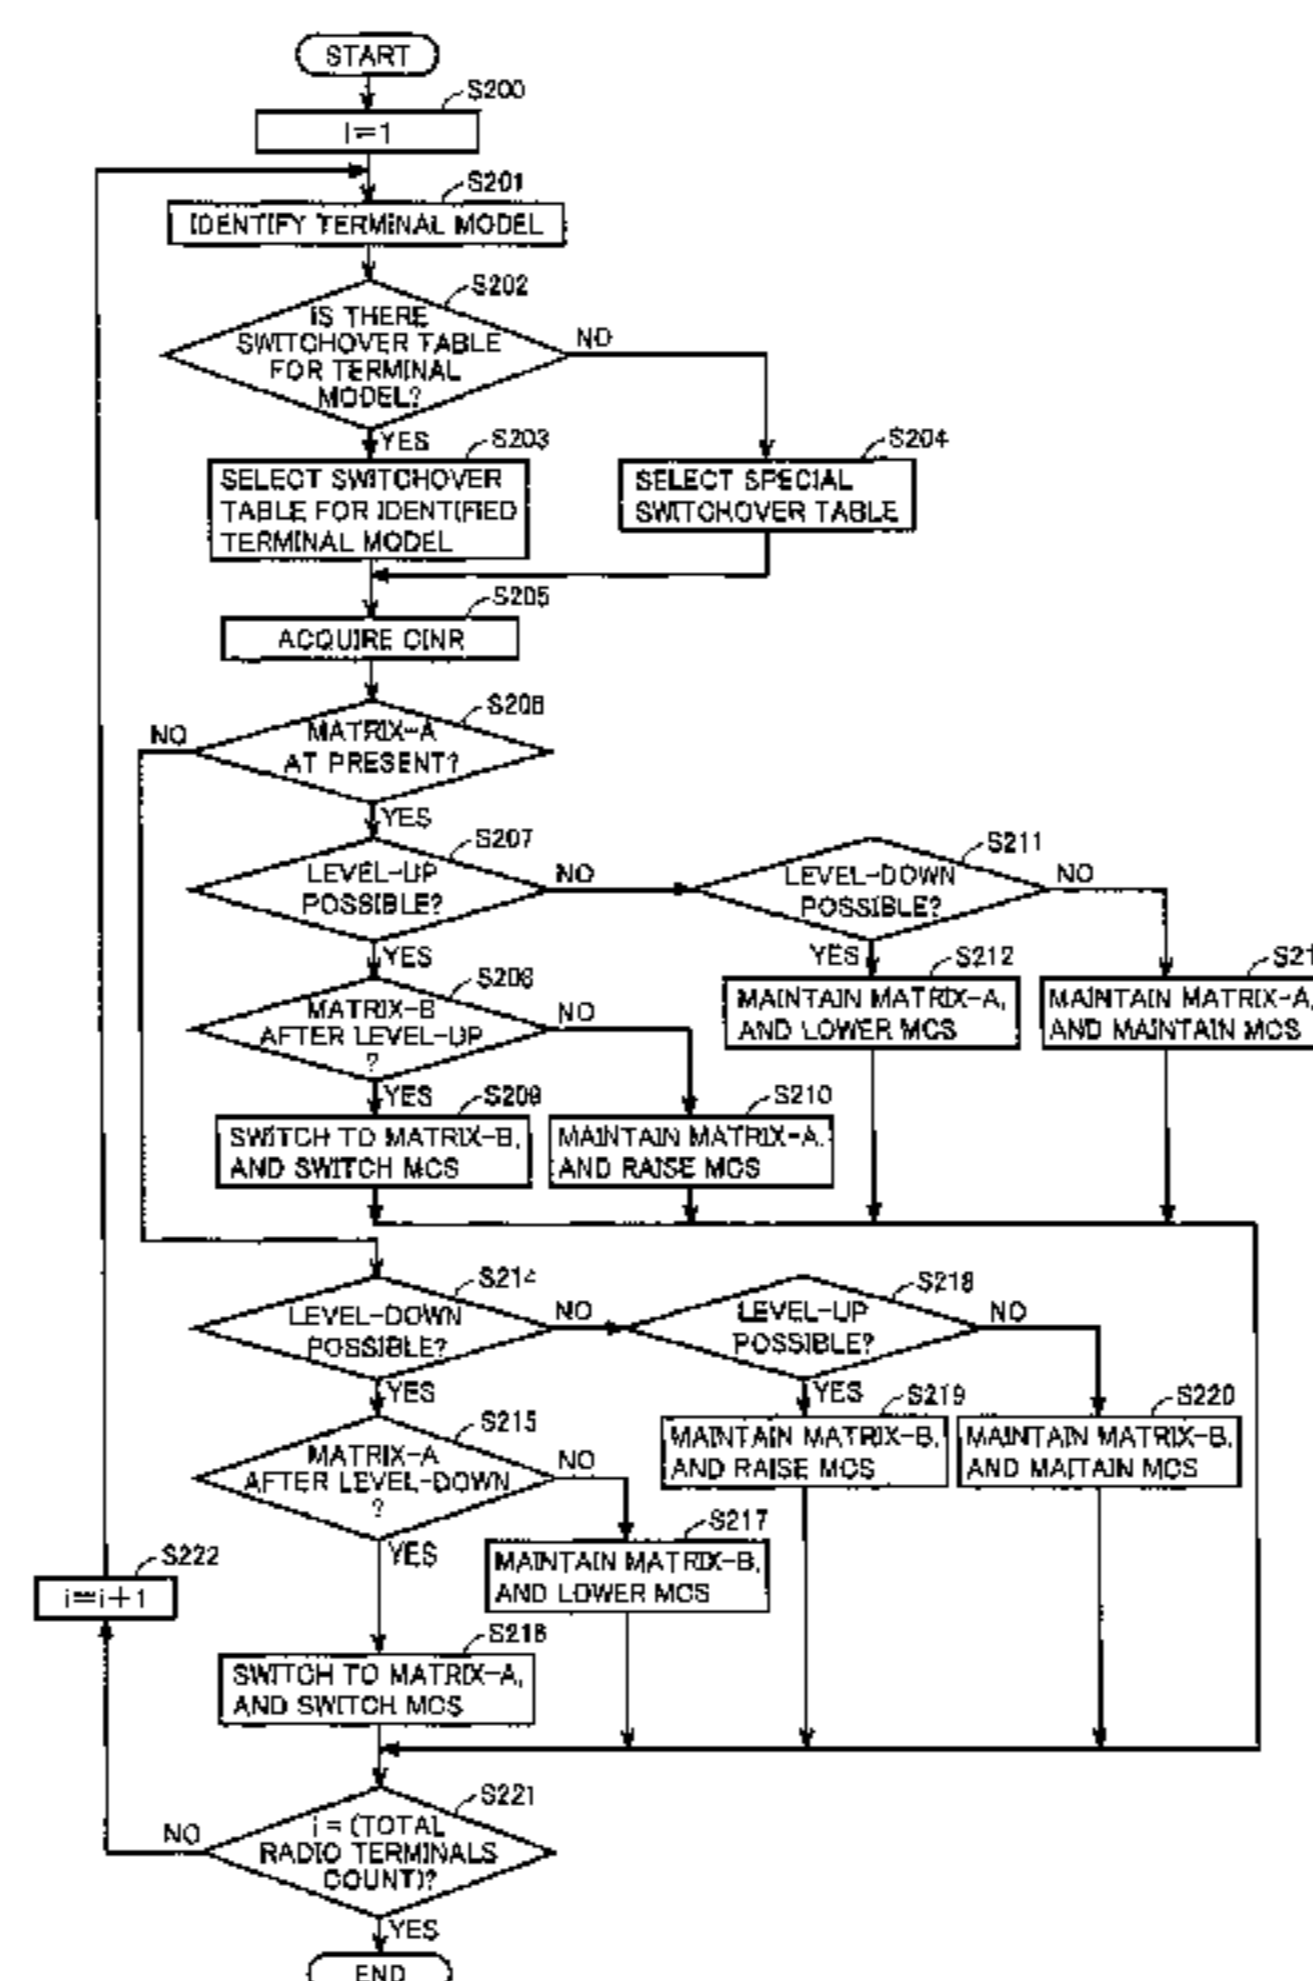 START
S200
i=1
S201
IDENTIFY TERMINAL MODEL
S202
IS THERE
SWITCHOVER TABLE
FOR TERMINAL
MODEL?
NO
YES
S203
SELECT SWITCHOVER
TABLE FOR IDENTIFIED
TERMINAL MODEL
S204
SELECT SPECIAL
SWITCHOVER TABLE
S205
ACQUIRE CINR
S206
MATRIX-A
AT PRESENT?
NO
YES
S207
LEVEL-UP
POSSIBLE?
NO
YES
S211
LEVEL-DOWN
POSSIBLE?
NO
YES
S208
MATRIX-B
AFTER LEVEL-UP
?
NO
YES
S212
MAINTAIN MATRIX-A,
AND LOWER MCS
MAINTAIN MATRIX-A,
AND MAINTAIN MCS
S209
SWITCH TO MATRIX-B,
AND SWITCH MCS
S210
MAINTAIN MATRIX-A,
AND RAISE MCS
S214
LEVEL-DOWN
POSSIBLE?
NO
YES
S218
LEVEL-UP
POSSIBLE?
NO
YES
S215
MATRIX-A
AFTER LEVEL-DOWN
?
NO
YES
S219
MAINTAIN MATRIX-B,
AND RAISE MCS
S220
MAINTAIN MATRIX-B,
AND MAITAIN MCS
S217
MAINTAIN MATRIX-B,
AND LOWER MCS
S222
i=i+1
S216
SWITCH TO MATRIX-A,
AND SWITCH MCS
S221
i = (TOTAL
RADIO TERMINALS
COUNT)?
NO
YES
END